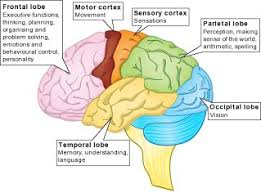 Frontal lobe
Executive functions,
thinking, planning,
organising and
problem solving,
emotions and
behavioural control,
personality
Motor cortex
Movement
Sensory cortex
Sensations
Parietal lobe
Perception, making
sense of the world,
arithmetic, spelling
Occipital lobe
Vision
Temporal lobe
Memory, understanding,
language